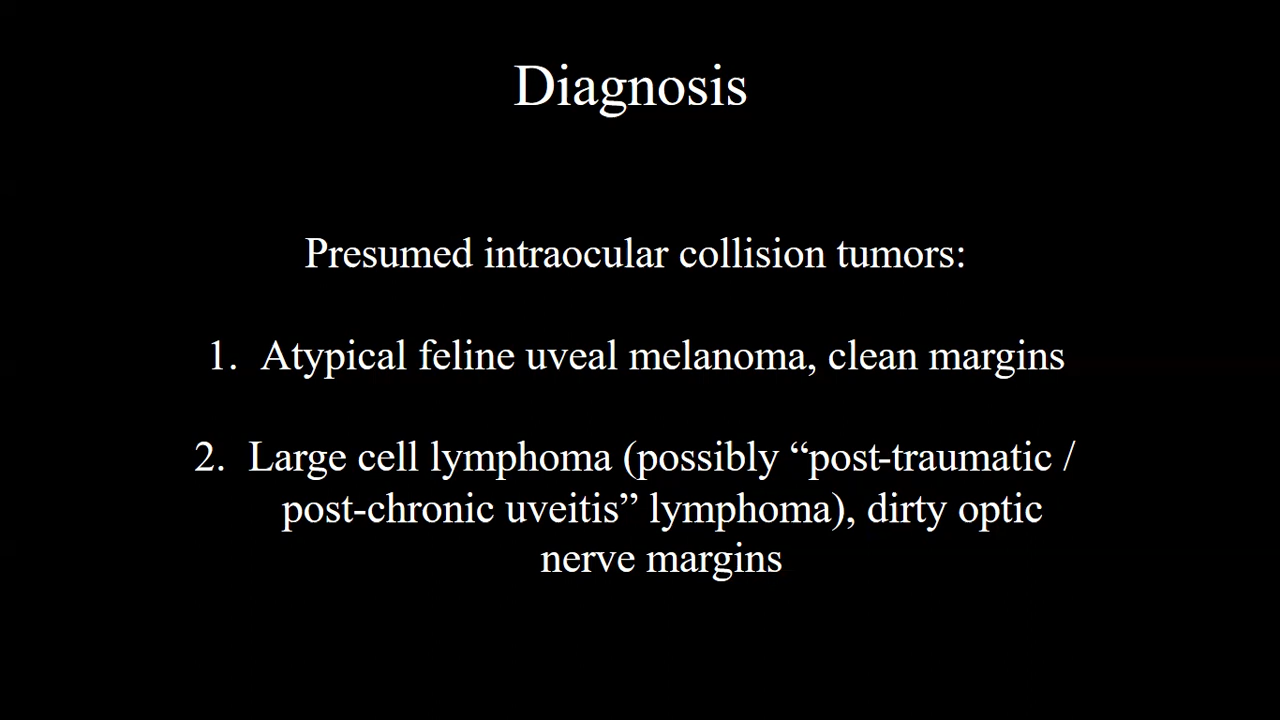 Diagnosis
Presumed intraocular collision tumors:
1. Atypical feline uveal melanoma, clean margins
2. Large cell lymphoma (possibly “post-traumatic /
post-chronic uveitis” lymphoma), dirty optic
nerve margins